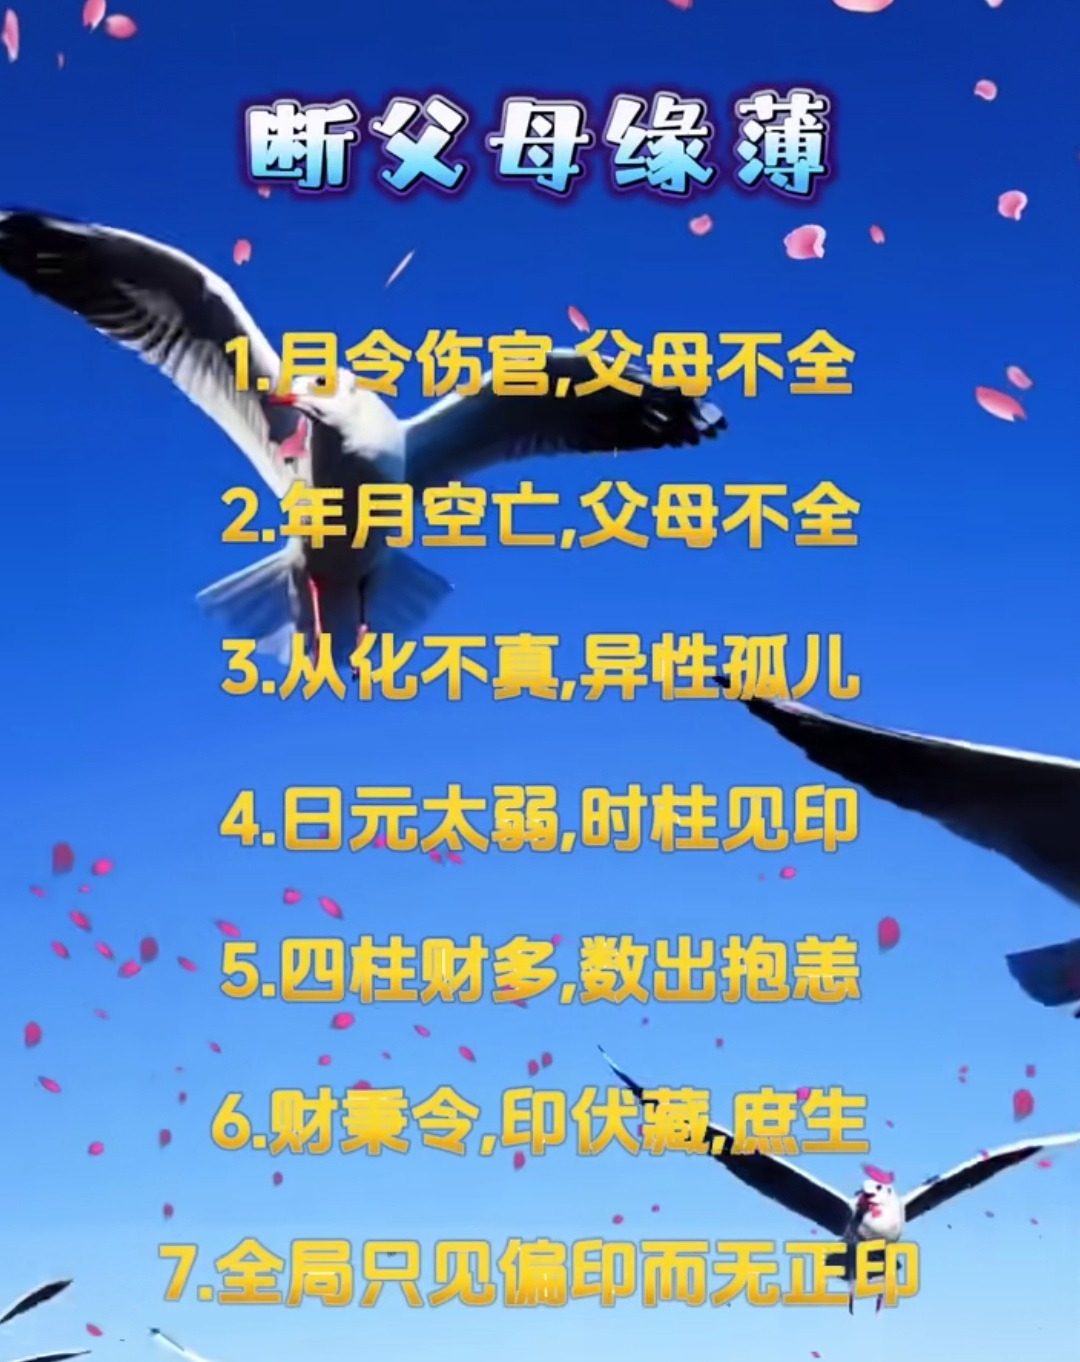 断父母缘薄
1.月令伤官,父母不全
2.年月空亡,父母不全
3.从化不真,异性孤儿
4.日元太弱,时柱见印
5.四柱财多,数出抱恙
6.财秉令,印伏藏,庶生
7.全局只见偏印而无正印